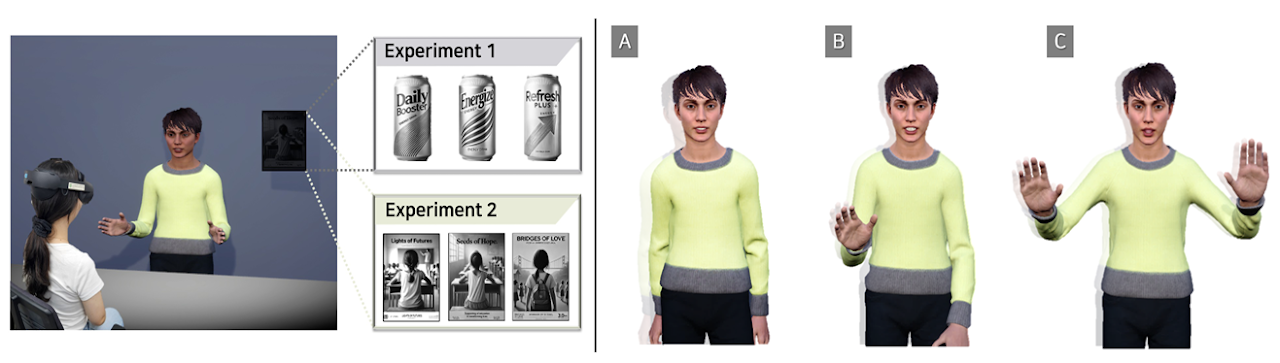 Experiment 1
Daily
Booster
Energize
Refresh
PLUS
Experiment 2
Lights of Futures
Seeds of Hope
BRIDGES OF LOVE
A
B
C